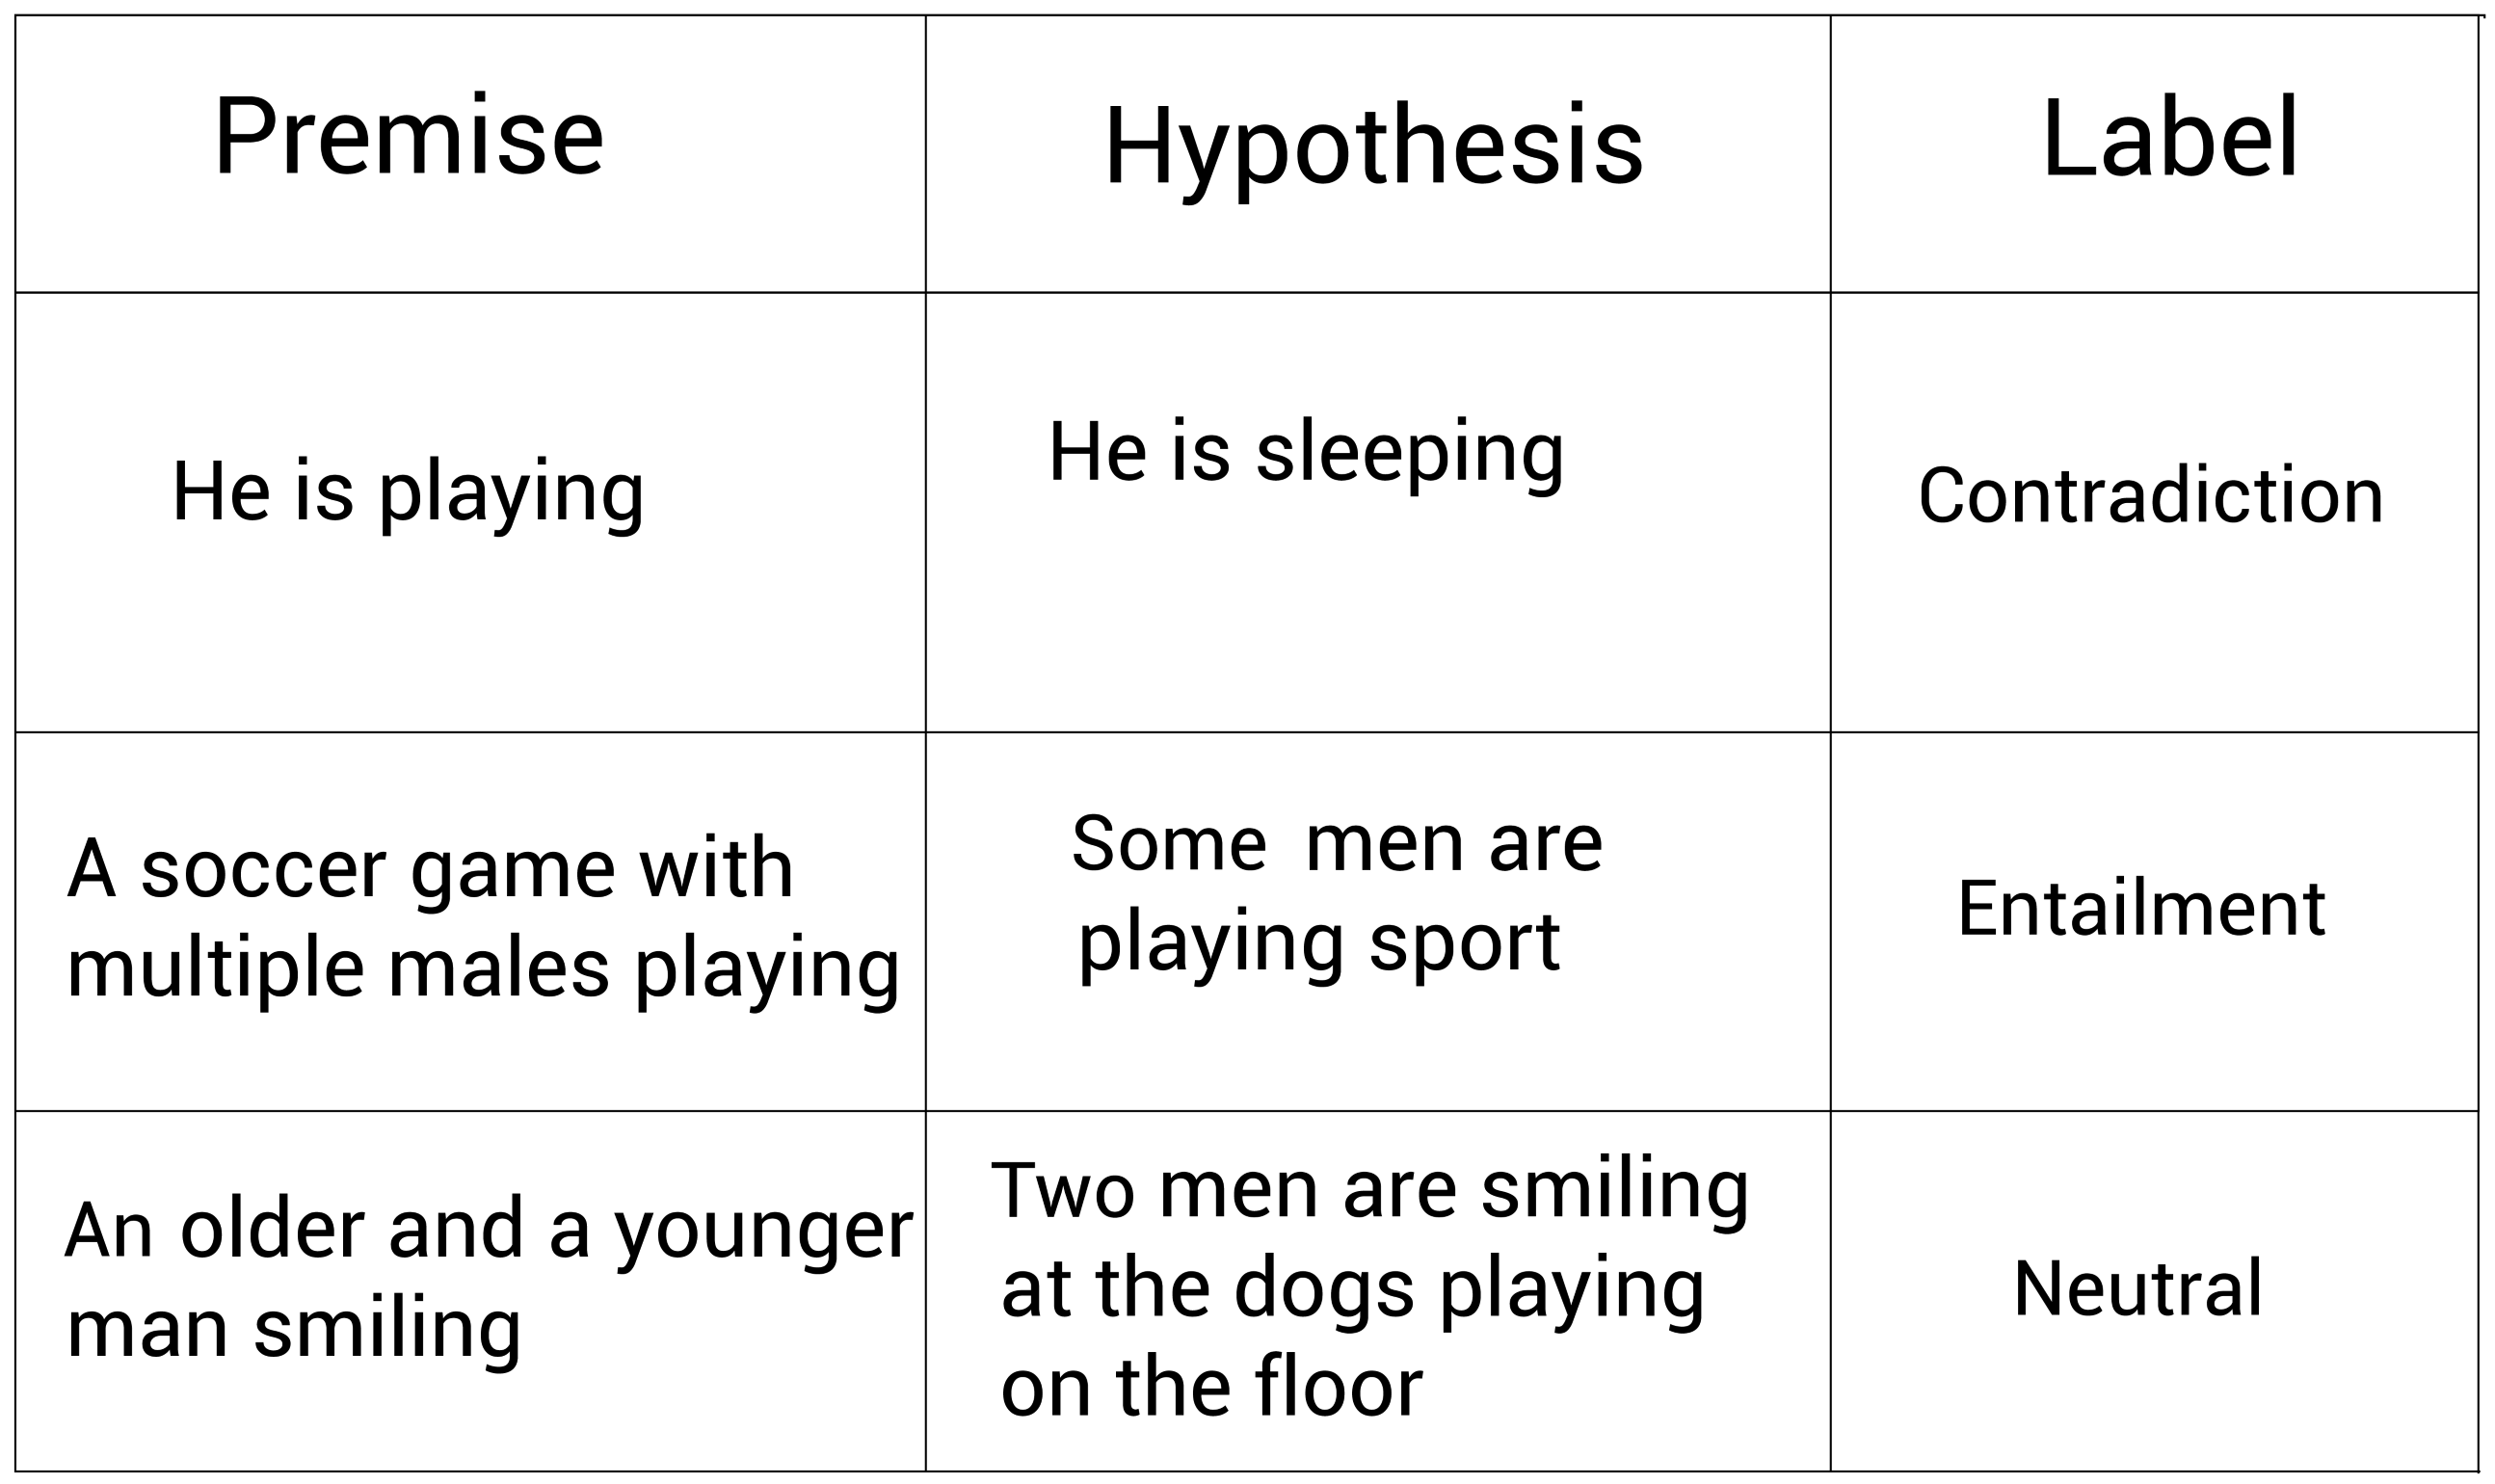 Premise
Hypothesis
Label
He is playing
He is sleeping
Contradiction
A soccer game with
multiple males playing
Some men are
playing sport
Entailment
An older and a younger
man smiling
Two men are smiling
at the dogs playing
on the floor
Neutral